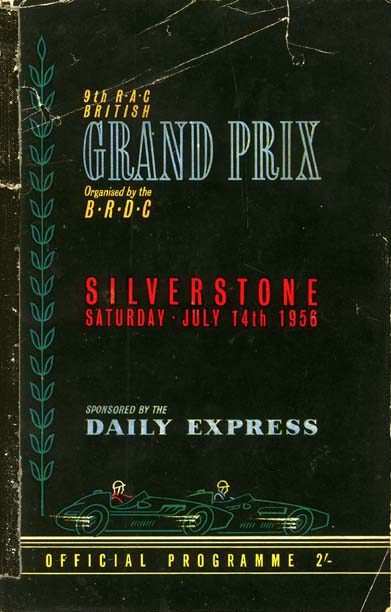 9th R·A·C
BRITISH
GRAND PRIX
Organised by the
B·R·D·C
SILVERSTONE
SATURDAY · JULY 14th 1956
SPONSORED BY THE
DAILY EXPRESS
OFFICIAL PROGRAMME 2/-